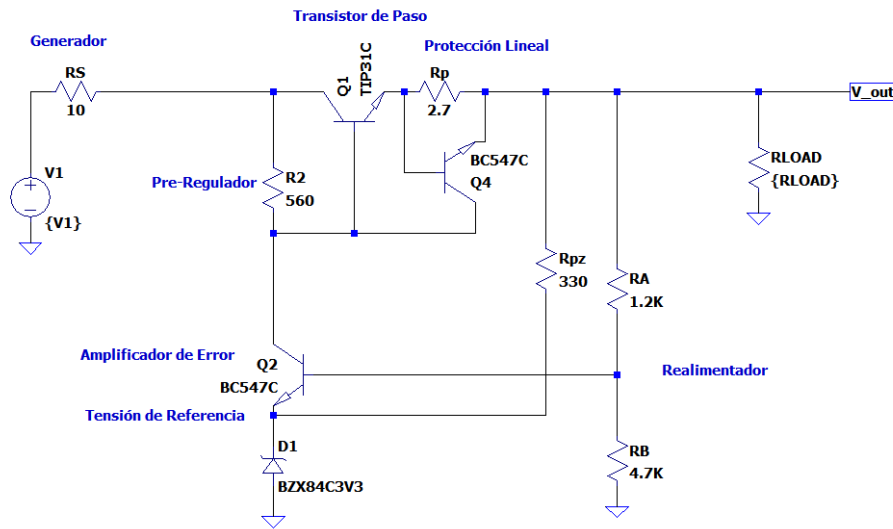 Transistor de Paso
Generador
Protección Lineal
RS
10
Q1
TIP31C
Rp
2.7
V_out
V1
{V1}
Pre-Regulador
R2
560
BC547C
Q4
RLOAD
{RLOAD}
Rpz
330
RA
1.2K
Amplificador de Error
Q2
BC547C
Realimentador
Tensión de Referencia
D1
BZX84C3V3
RB
4.7K